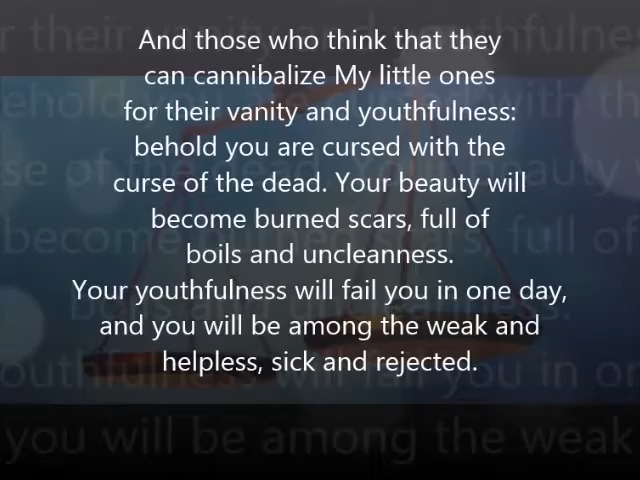 And those who think that they
can cannibalize My little ones
for their vanity and youthfulness:
behold you are cursed with the
curse of the dead. Your beauty will
become burned scars, full of
boils and uncleanness.
Your youthfulness will fail you in one day,
and you will be among the weak and
helpless, sick and rejected.